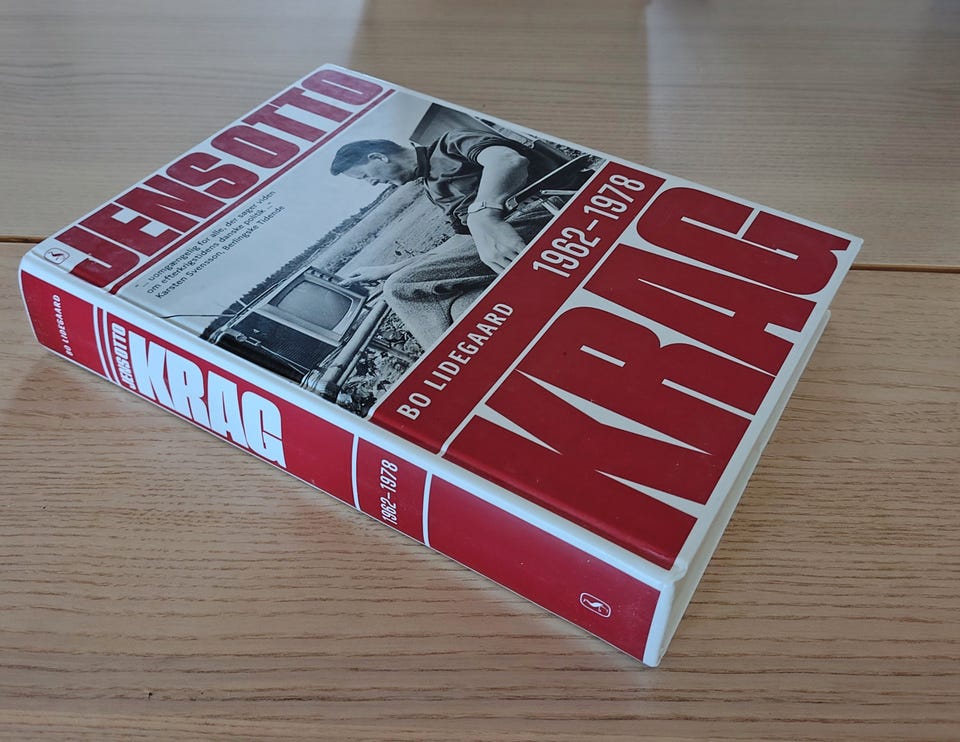 JENS OTTO
"... uomgængelig for alle, der søger viden
om efterkrigstidens danske politik ..."
Karsten Svensson, Berlingske Tidende
BO LIDEGAARD 1962–1978
KRAG
BO LIDEGAARD
JENS OTTO
KRAG
1962–1978